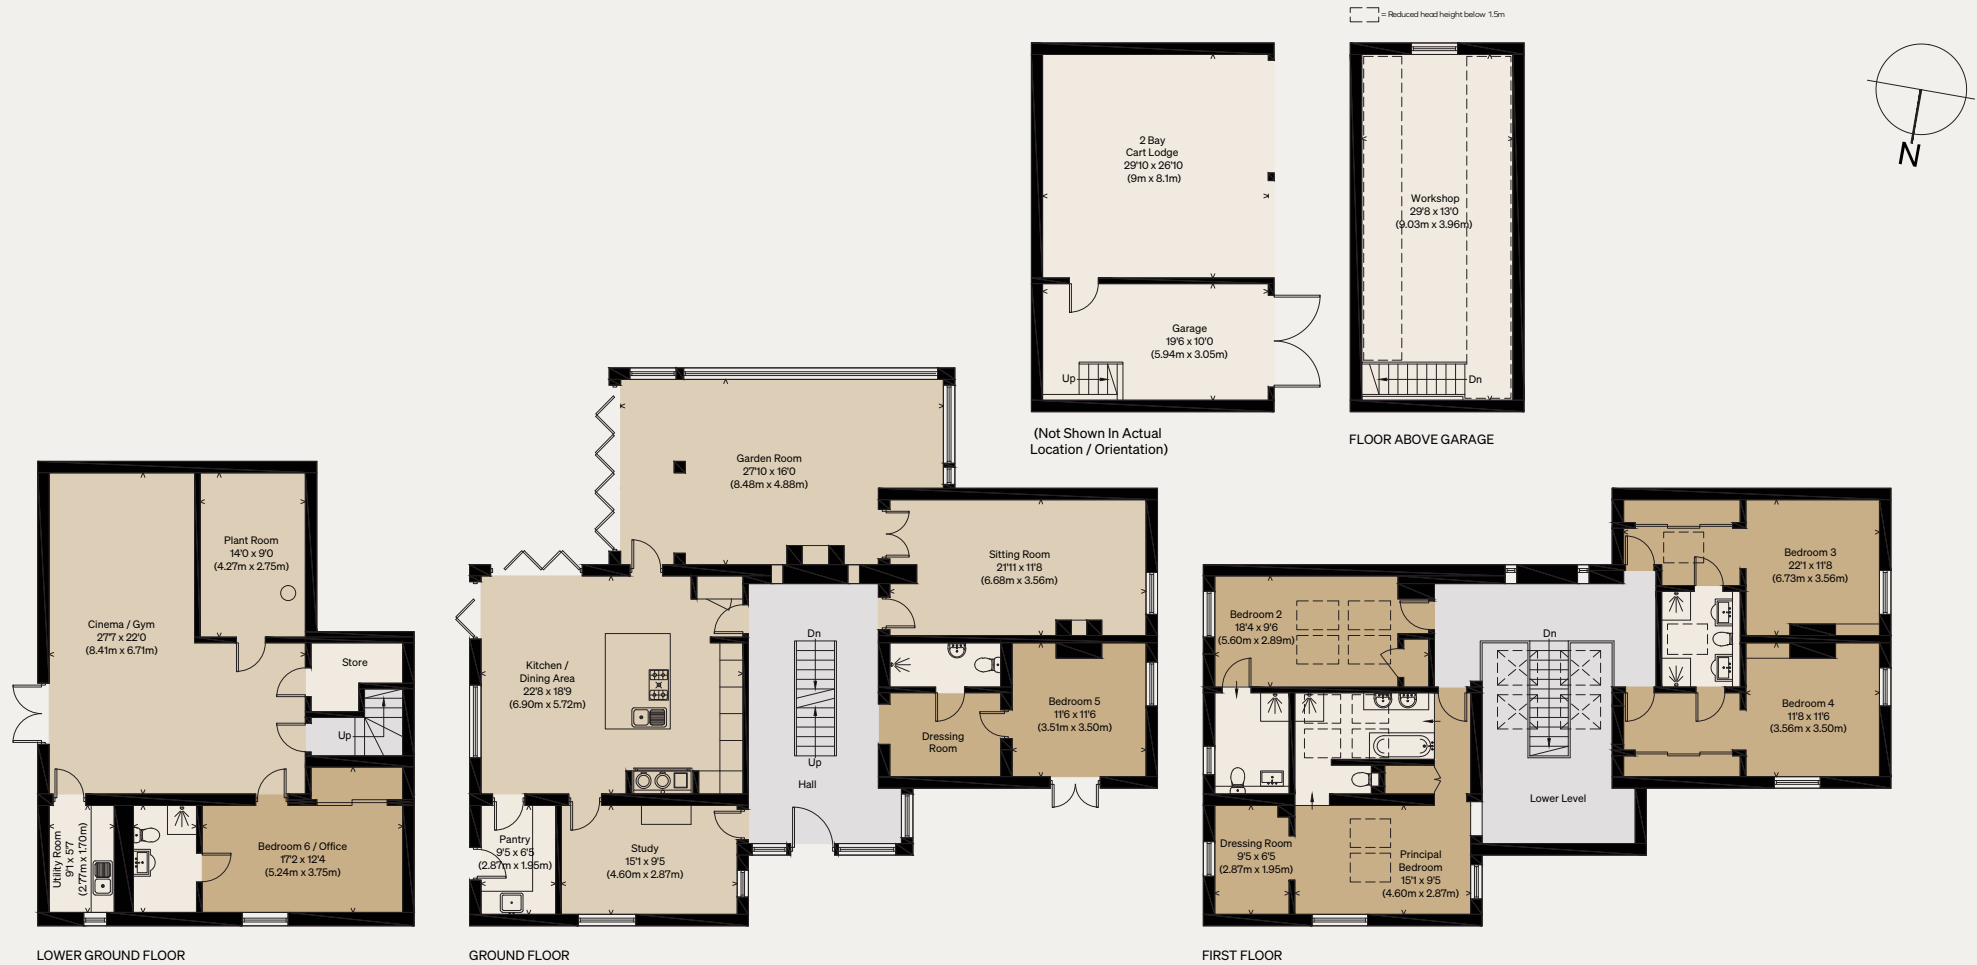 = Reduced head height below 1.5m
N
2 Bay
Cart Lodge
29'10 x 26'10
(9m x 8.1m)
Garage
19'6 x 10'0
(5.94m x 3.05m)
Up
(Not Shown In Actual
Location / Orientation)
Workshop
29'8 x 13'0
(9.03m x 3.96m)
Dn
FLOOR ABOVE GARAGE
Cinema / Gym
27'7 x 22'0
(8.41m x 6.71m)
Plant Room
14'0 x 9'0
(4.27m x 2.75m)
Store
Up
Utility Room
9'1 x 5'7
(2.77m x 1.70m)
Bedroom 6 / Office
17'2 x 12'4
(5.24m x 3.75m)
LOWER GROUND FLOOR
Garden Room
27'10 x 16'0
(8.48m x 4.88m)
Sitting Room
21'11 x 11'8
(6.68m x 3.56m)
Kitchen /
Dining Area
22'8 x 18'9
(6.90m x 5.72m)
Dn
Up
Hall
Dressing
Room
Bedroom 5
11'6 x 11'6
(3.51m x 3.50m)
Pantry
9'5 x 6'5
(2.87m x 1.95m)
Study
15'1 x 9'5
(4.60m x 2.87m)
GROUND FLOOR
Bedroom 2
18'4 x 9'6
(5.60m x 2.89m)
Bedroom 3
22'1 x 11'8
(6.73m x 3.56m)
Dn
Lower Level
Bedroom 4
11'8 x 11'6
(3.56m x 3.50m)
Dressing Room
9'5 x 6'5
(2.87m x 1.95m)
Principal
Bedroom
15'1 x 9'5
(4.60m x 2.87m)
FIRST FLOOR